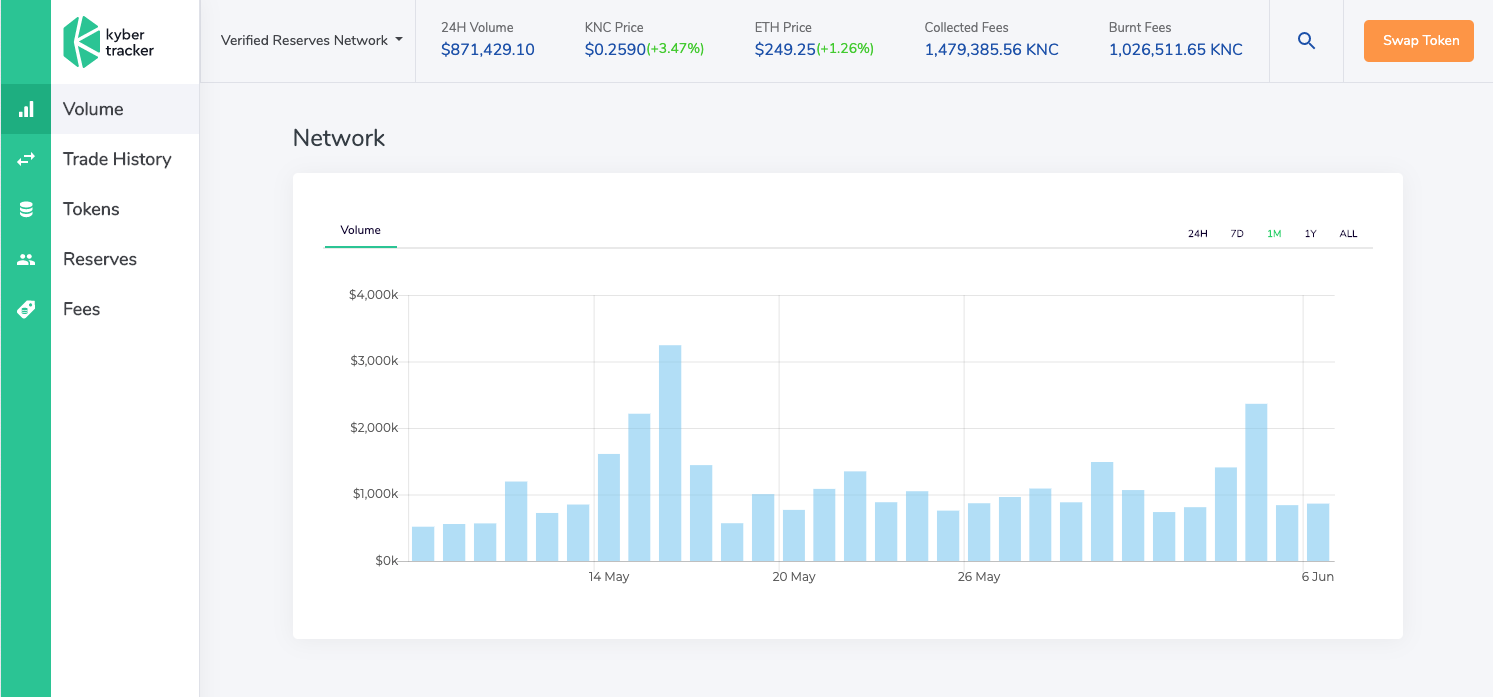 kyber
tracker
Verified Reserves Network
24H Volume
$871,429.10
KNC Price
$0.2590(+3.47%)
ETH Price
$249.25(+1.26%)
Collected Fees
1,479,385.56 KNC
Burnt Fees
1,026,511.65 KNC
Swap Token
Volume
Trade History
Tokens
Reserves
Fees
Network
Volume
24H 7D 1M 1Y ALL
$4,000k
$3,000k
$2,000k
$1,000k
$0k
14 May 20 May 26 May 6 Jun